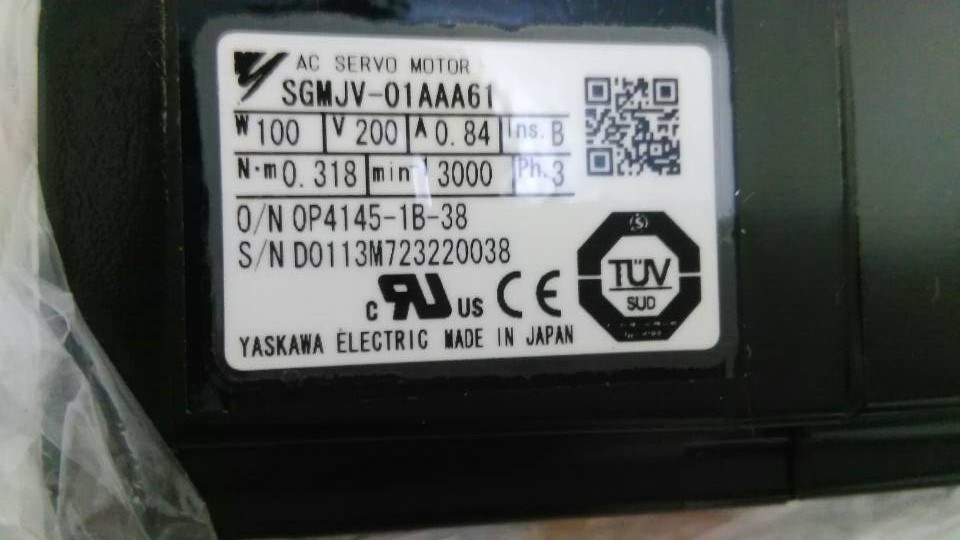 AC SERVO MOTOR
SGMJV-01AAA61
W 100 V 200 A 0.84 Ins. B
N·m 0.318 min-1 3000 Ph. 3
O/N 0P4145-1B-38
S/N D0113M723220038
c RU US CE
TÜV
SUD
YASKAWA ELECTRIC MADE IN JAPAN